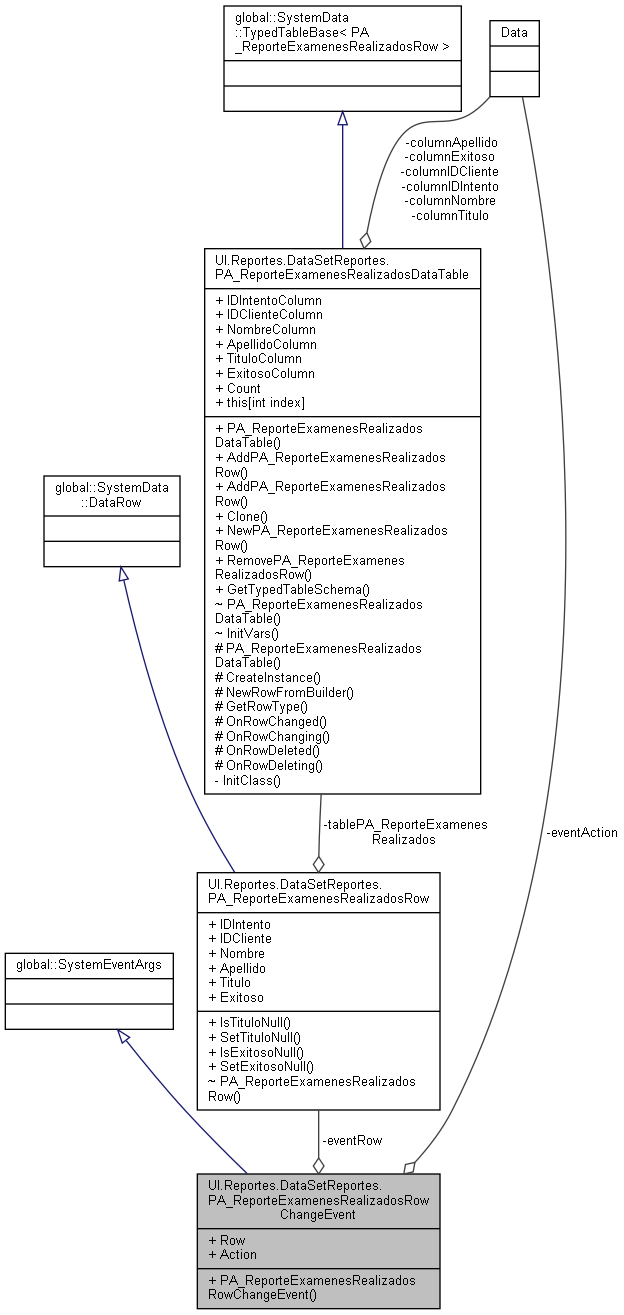 global::SystemData
::TypedTableBase< PA
_ReporteExamenesRealizadosRow >
Data
-columnApellido
-columnExitoso
-columnIDCliente
-columnIDIntento
-columnNombre
-columnTitulo
UI.Reportes.DataSetReportes.
PA_ReporteExamenesRealizadosDataTable
+ IDIntentoColumn
+ IDClienteColumn
+ NombreColumn
+ ApellidoColumn
+ TituloColumn
+ ExitosoColumn
+ Count
+ this[int index]
+ PA_ReporteExamenesRealizados
DataTable()
+ AddPA_ReporteExamenesRealizados
Row()
+ AddPA_ReporteExamenesRealizados
Row()
+ Clone()
+ NewPA_ReporteExamenesRealizados
Row()
+ RemovePA_ReporteExamenes
RealizadosRow()
+ GetTypedTableSchema()
~ PA_ReporteExamenesRealizados
DataTable()
~ InitVars()
# PA_ReporteExamenesRealizados
DataTable()
# CreateInstance()
# NewRowFromBuilder()
# GetRowType()
# OnRowChanged()
# OnRowChanging()
# OnRowDeleted()
# OnRowDeleting()
- InitClass()
global::SystemData
::DataRow
-tablePA_ReporteExamenes
Realizados
-eventAction
UI.Reportes.DataSetReportes.
PA_ReporteExamenesRealizadosRow
+ IDIntento
+ IDCliente
+ Nombre
+ Apellido
+ Titulo
+ Exitoso
+ IsTituloNull()
+ SetTituloNull()
+ IsExitosoNull()
+ SetExitosoNull()
~ PA_ReporteExamenesRealizados
Row()
global::SystemEventArgs
-eventRow
UI.Reportes.DataSetReportes.
PA_ReporteExamenesRealizadosRow
ChangeEvent
+ Row
+ Action
+ PA_ReporteExamenesRealizados
RowChangeEvent()